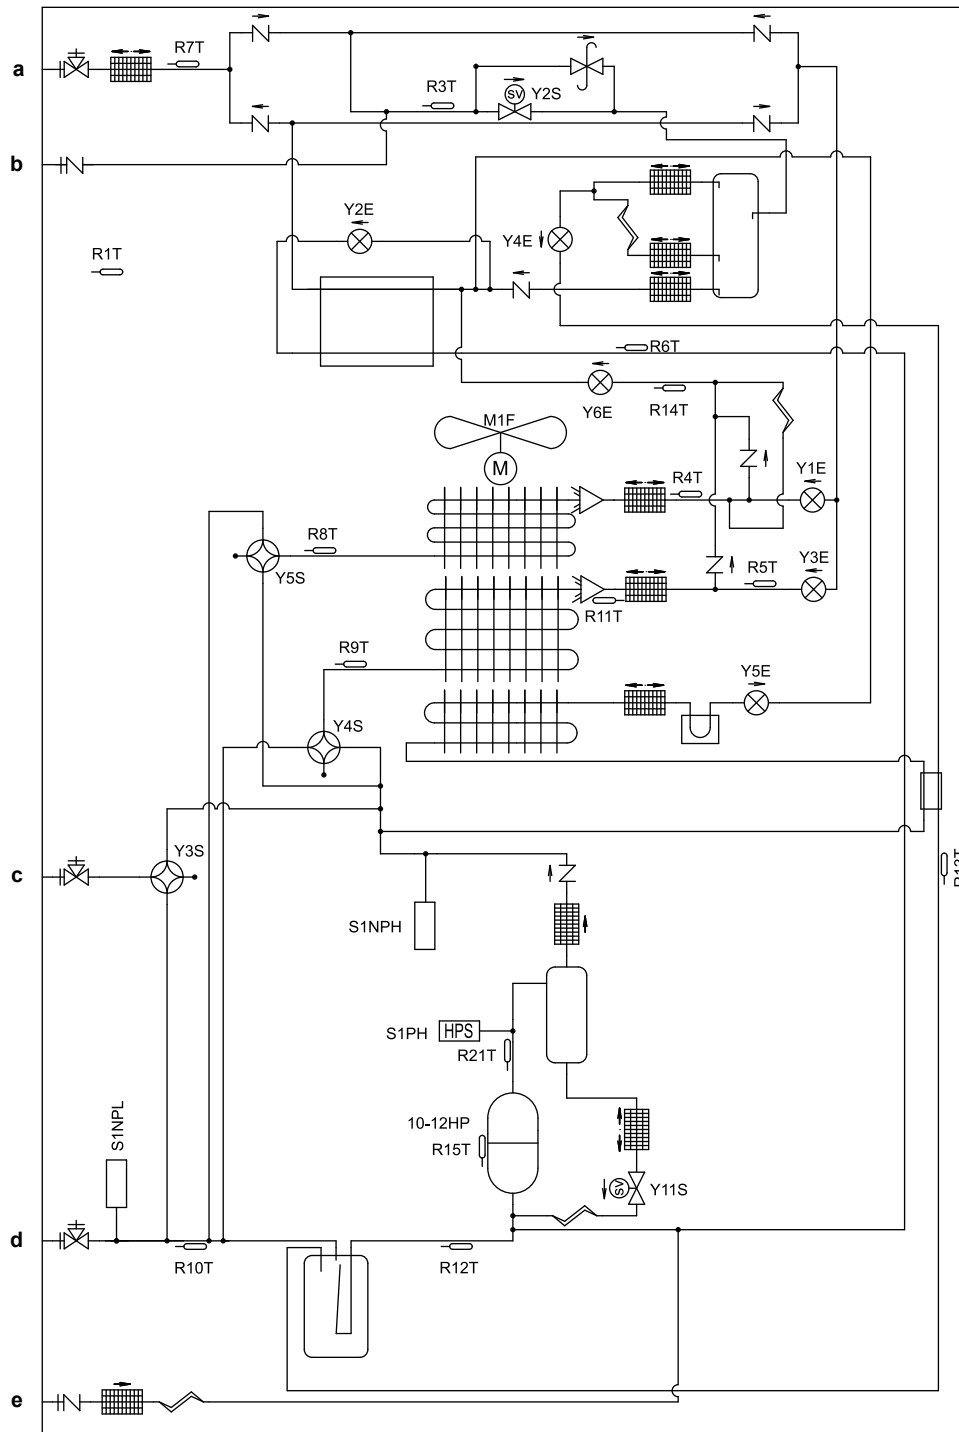 R7T
a
R3T
SV
Y2S
b
Y2E
Y4E
R1T
R6T
Y6E
R14T
M1F
M
R4T
Y1E
R8T
Y5S
R5T
Y3E
R11T
R9T
Y5E
Y4S
Y3S
c
R13T
S1NPH
S1PH
HPS
R21T
S1NPL
10-12HP
R15T
SV
Y11S
d
R10T
R12T
e